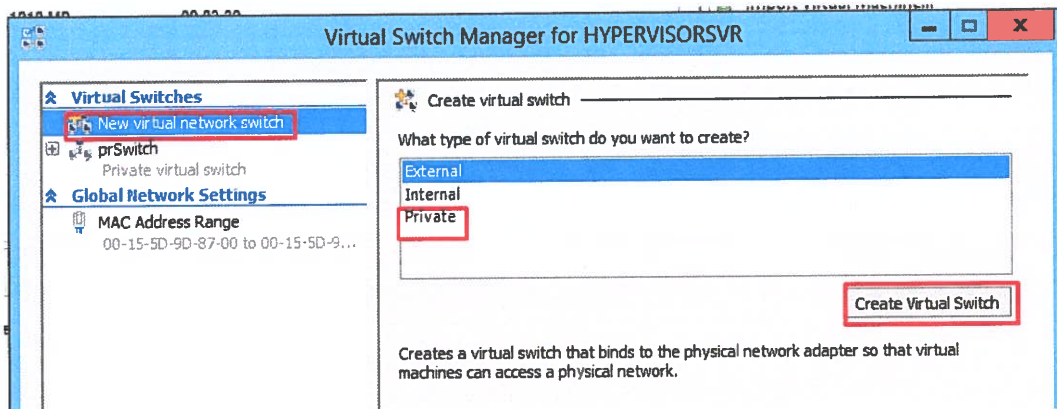 Virtual Switch Manager for HYPERVISORSVR
X
Virtual Switches
New virtual network switch
prSwitch
Private virtual switch
Global Network Settings
MAC Address Range
00-15-5D-9D-87-00 to 00-15-5D-9...
Create virtual switch
What type of virtual switch do you want to create?
External
Internal
Private
Create Virtual Switch
Creates a virtual switch that binds to the physical network adapter so that virtual
machines can access a physical network.